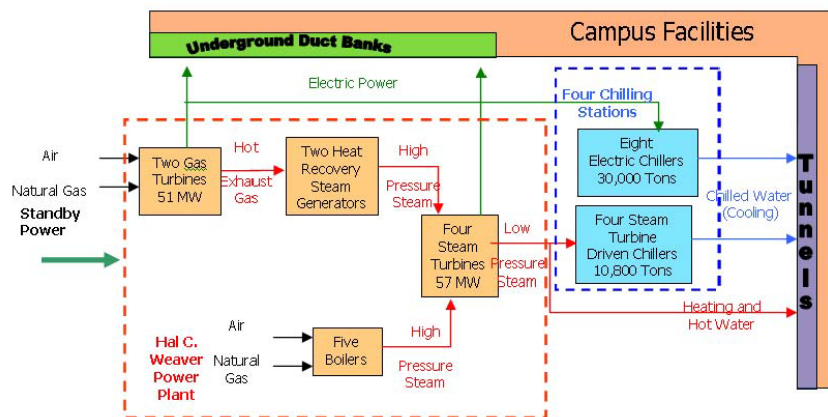 Campus Facilities
Underground Duct Banks
Electric Power
Four Chilling
Stations
Air
Natural Gas
Standby
Power
Two Gas
Turbines
51 MW
Hot
Exhaust Gas
Two Heat
Recovery
Steam
Generators
High
Pressure
Steam
Four
Steam
Turbines
57 MW
Low
Pressure
Steam
Eight
Electric Chillers
30,000 Tons
Chilled Water
(Cooling)
Four Steam
Turbine
Driven Chillers
10,800 Tons
Heating and
Hot Water
Tunnels
Hal C.
Weaver
Power
Plant
Air
Natural
Gas
Five
Boilers
High
Pressure
Steam